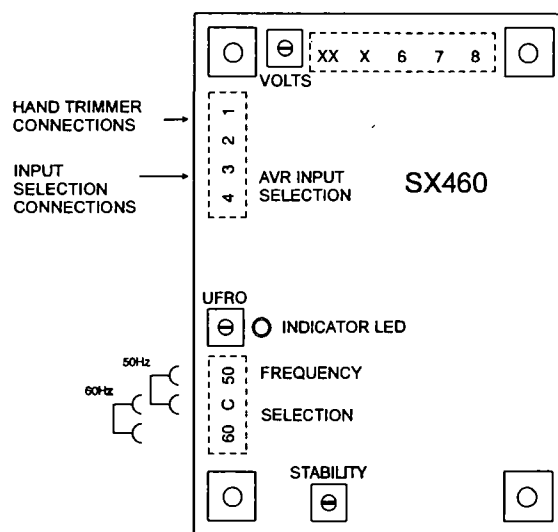 XX X 6 7 8
VOLTS
HAND TRIMMER
CONNECTIONS
1
2
3
4
INPUT
SELECTION
CONNECTIONS
AVR INPUT
SELECTION
SX460
UFRO
INDICATOR LED
50Hz
60Hz
50
C
60
FREQUENCY
SELECTION
STABILITY